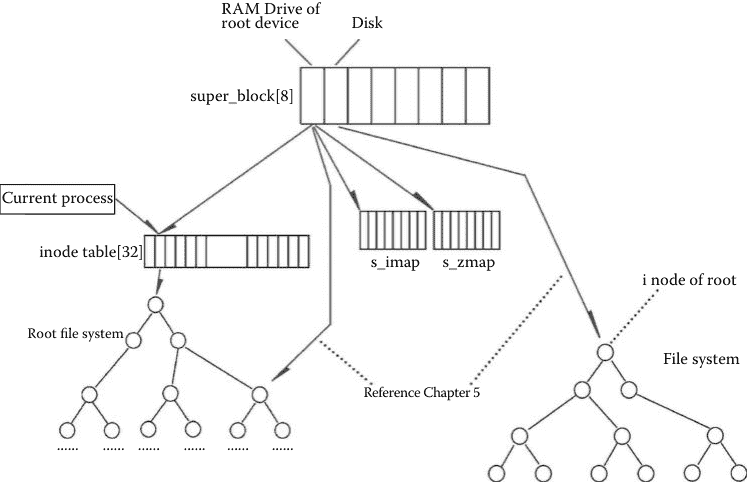 RAM Drive of
root device
Disk
super_block[8]
Current process
inode table[32]
s_imap
s_zmap
i node of root
Root file system
File system
Reference Chapter 5
......
......
......
......
......
......